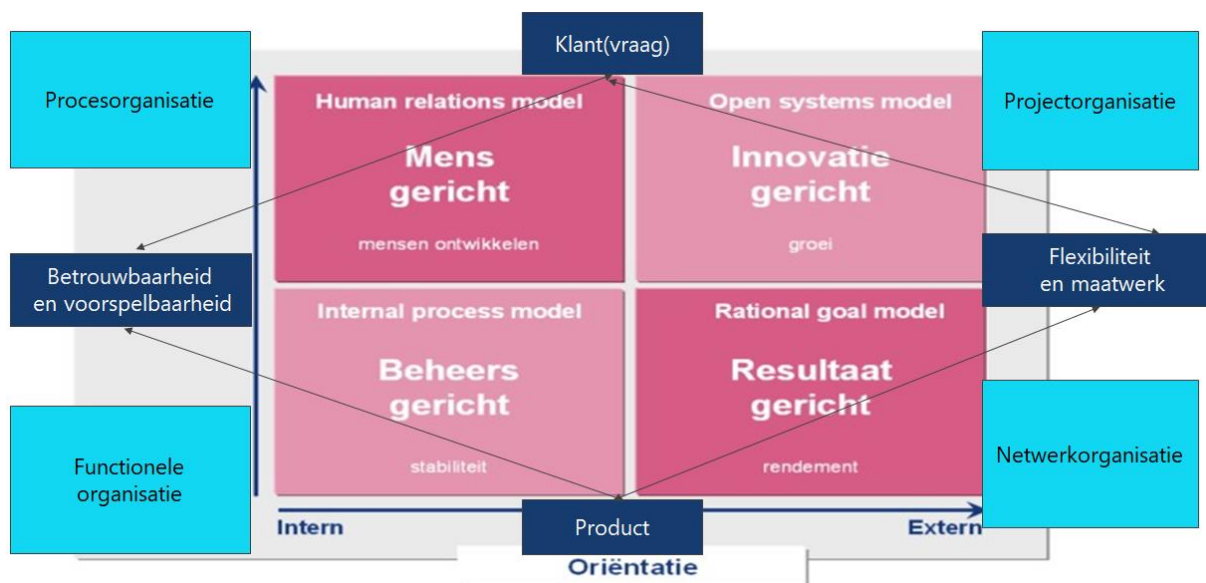 Klant(vraag)
Procesorganisatie
Projectorganisatie
Human relations model
Mens
gericht
mensen ontwikkelen
Open systems model
Innovatie
gericht
groei
Betrouwbaarheid
en voorspelbaarheid
Flexibiliteit
en maatwerk
Internal process model
Beheers
gericht
stabiliteit
Rational goal model
Resultaat
gericht
rendement
Functionele
organisatie
Netwerkorganisatie
Intern
Product
Extern
Oriëntatie